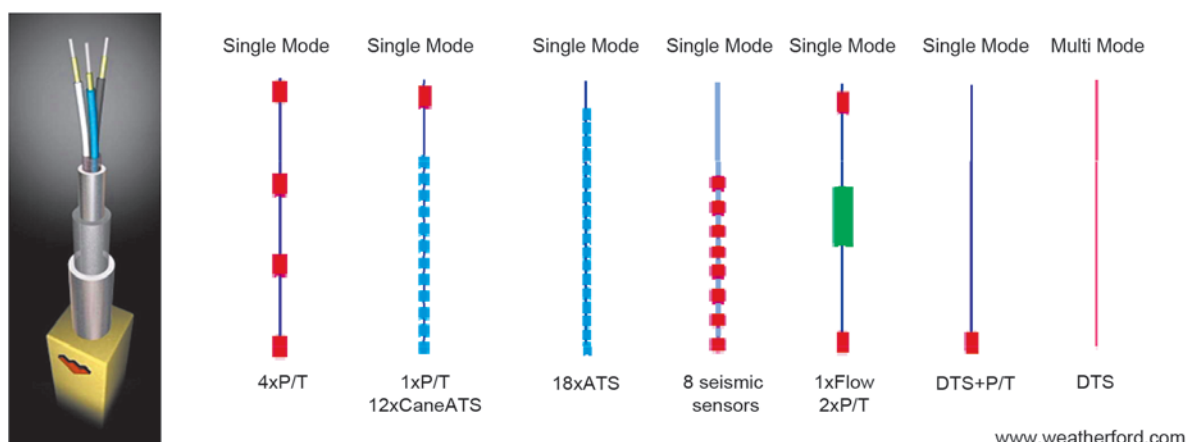 Single Mode
Single Mode
Single Mode
Single Mode
Single Mode
Single Mode
Multi Mode
4xP/T
1xP/T
12xCaneATS
18xATS
8 seismic
sensors
1xFlow
2xP/T
DTS+P/T
DTS
www.weatherford.com